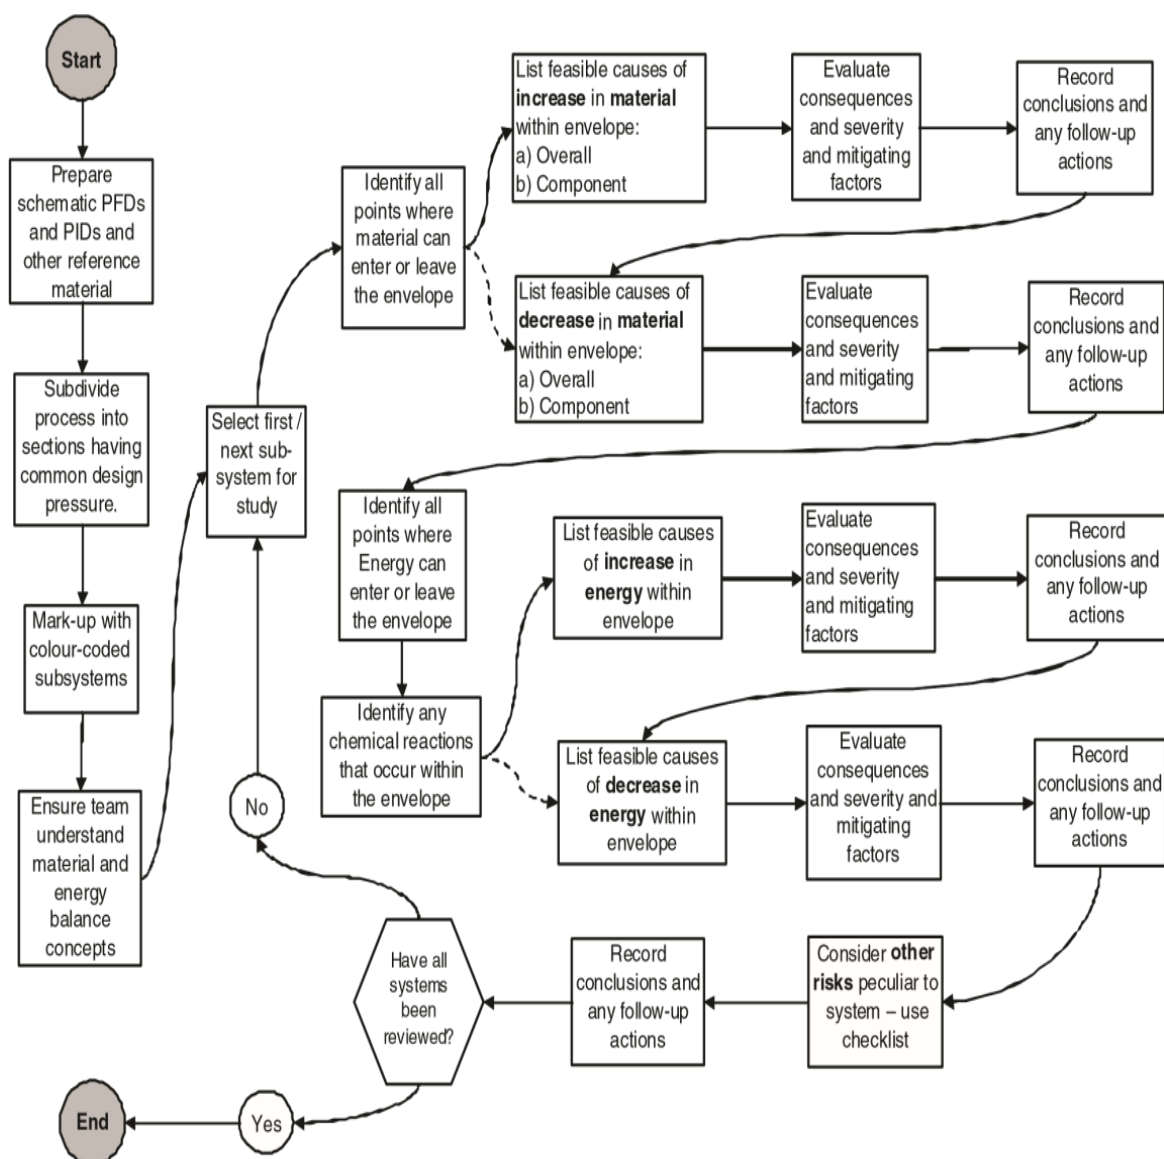 Start
Prepare
schematic PFDs
and PIDs and
other reference
material
Subdivide
process into
sections having
common design
pressure.
Mark-up with
colour-coded
subsystems
Ensure team
understand
material and
energy
balance
concepts
Select first /
next sub-
system for
study
Identify all
points where
material can
enter or leave
the envelope
List feasible causes of
increase in material
within envelope:
a) Overall
b) Component
Evaluate
consequences
and severity
and mitigating
factors
Record
conclusions and
any follow-up
actions
List feasible causes of
decrease in material
within envelope:
a) Overall
b) Component
Evaluate
consequences
and severity
and mitigating
factors
Record
conclusions and
any follow-up
actions
Identify all
points where
Energy can
enter or leave
the envelope
Identify any
chemical reactions
that occur within
the envelope
List feasible causes
of increase in
energy within
envelope
Evaluate
consequences
and severity
and mitigating
factors
Record
conclusions and
any follow-up
actions
List feasible causes
of decrease in
energy within
envelope
Evaluate
consequences
and severity and
mitigating
factors
Record
conclusions and
any follow-up
actions
Consider other
risks peculiar to
system – use
checklist
Record
conclusions and
any follow-up
actions
Have all
systems
been
reviewed?
No
Yes
End